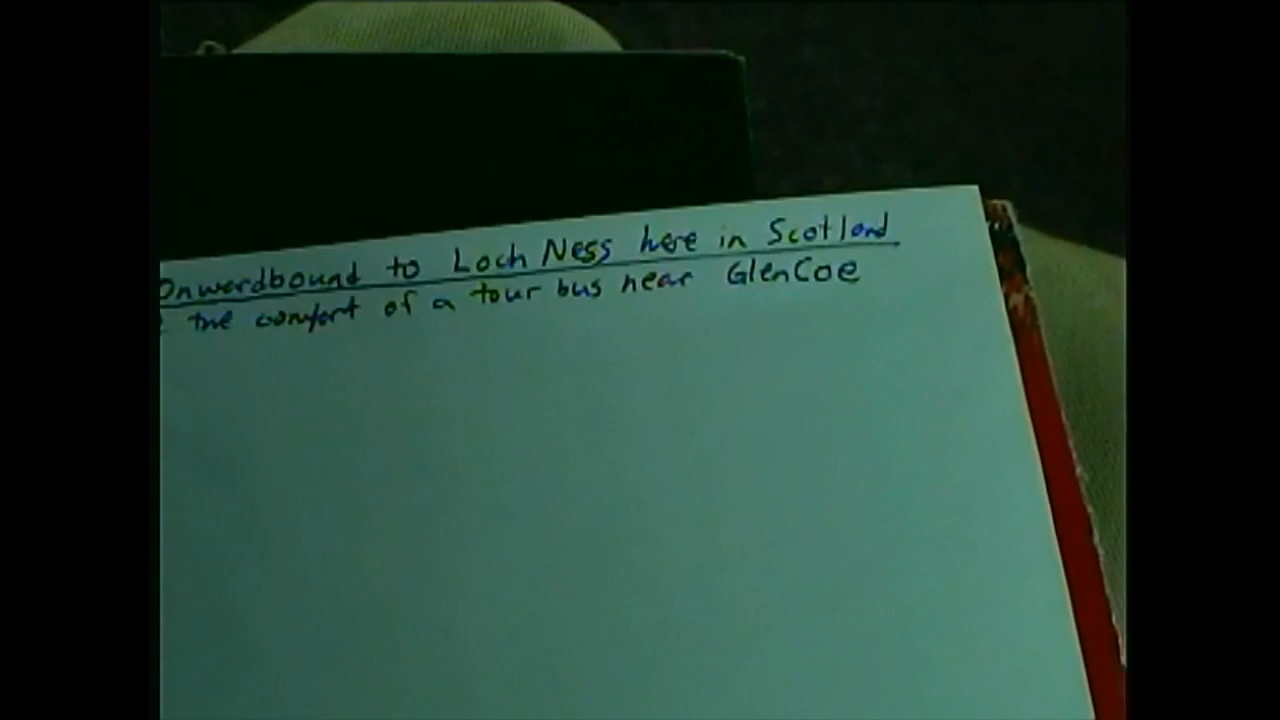 Onwardbound to Loch Ness here in Scotland
the comfort of a tour bus near GlenCoe